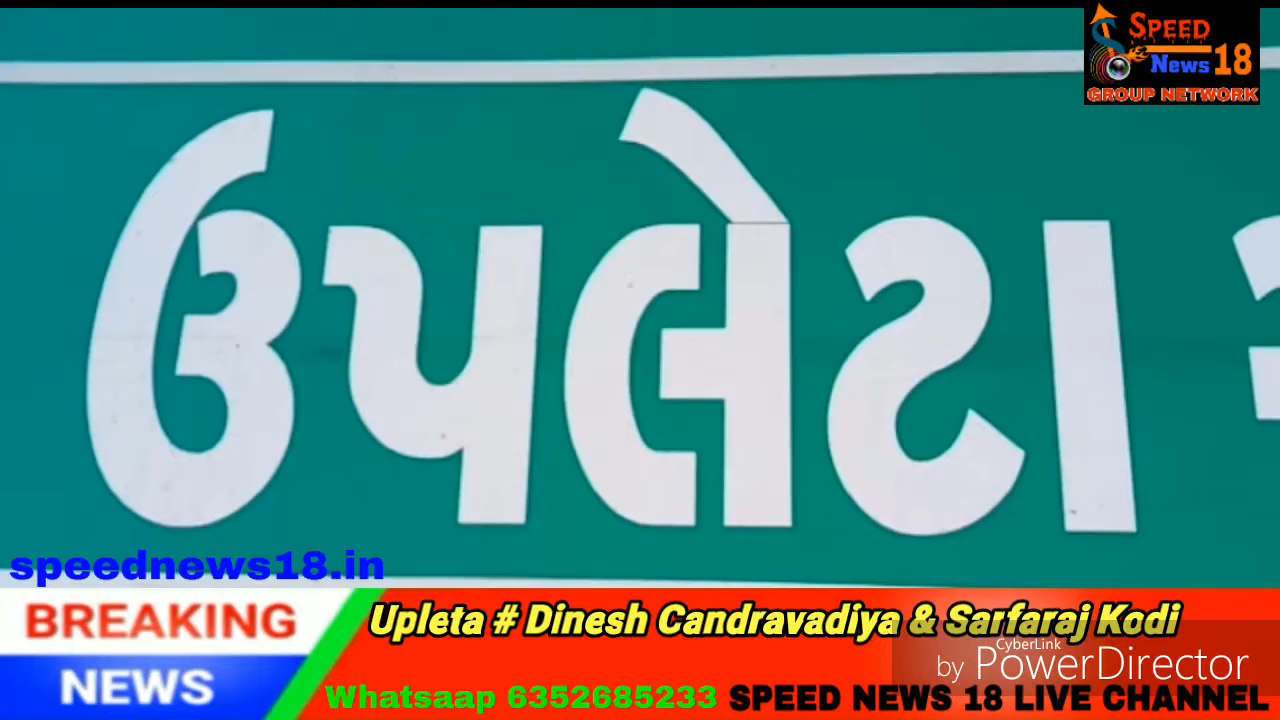 SPEED
News 18
GROUP NETWORK
ઉપલેટા
speednews18.in
BREAKING
NEWS
Upleta # Dinesh Candravadiya & Sarfaraj Kodi
CyberLink
by PowerDirector
Whatsaap 6352685233 SPEED NEWS 18 LIVE CHANNEL